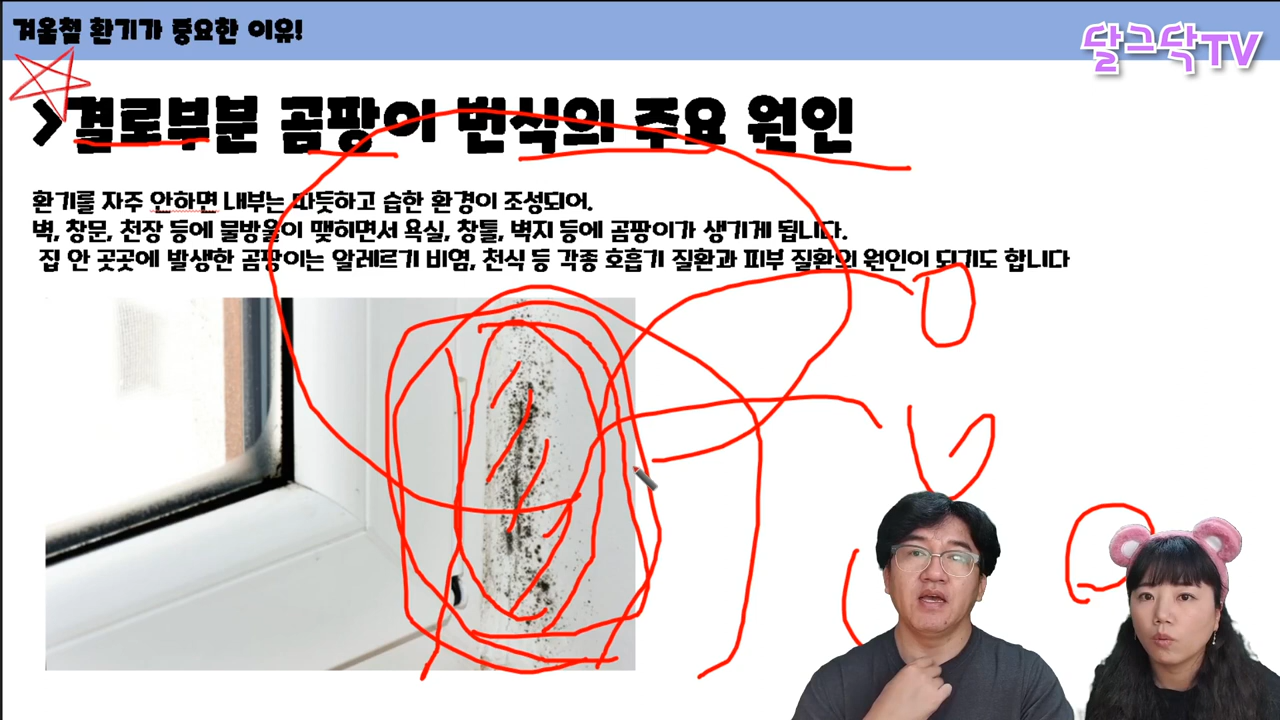 겨울철 환기가 중요한 이유!
달그닥TV
>결로부분 곰팡이 번식의 주요 원인
환기를 자주 안하면 내부는 따듯하고 습한 환경이 조성되어.
벽, 창문, 천장 등에 물방울이 맺히면서 욕실, 창틀, 벽지 등에 곰팡이가 생기게 됩니다.
집 안 곳곳에 발생한 곰팡이는 알레르기 비염, 천식 등 각종 호흡기 질환과 피부 질환의 원인이 되기도 합니다